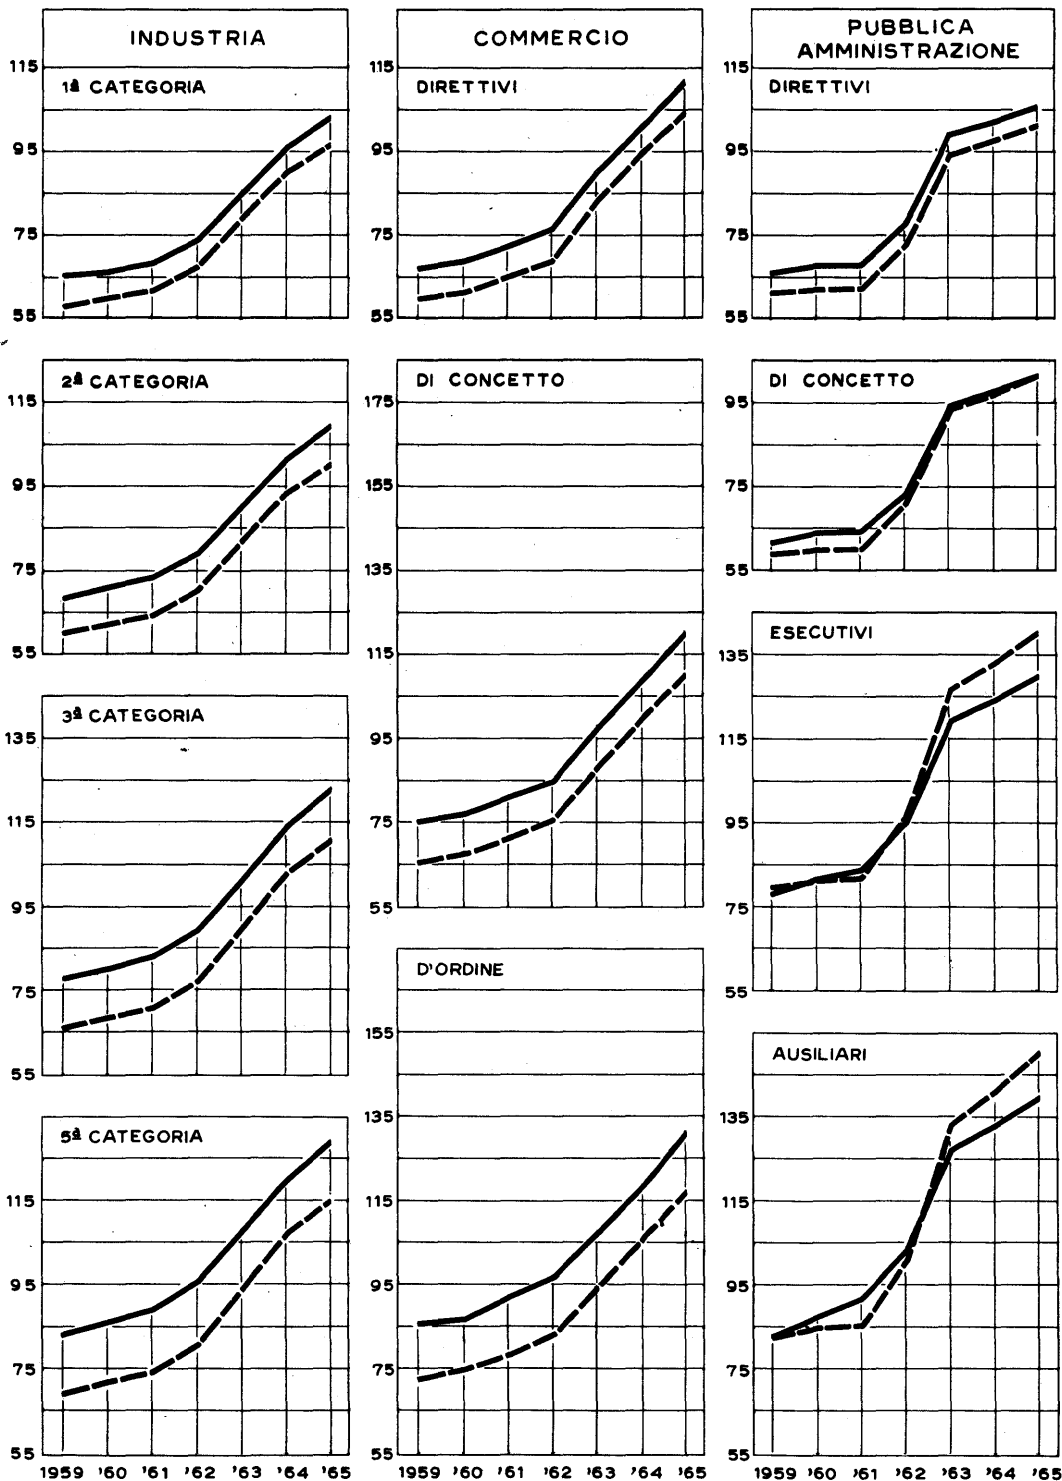 INDUSTRIA
115
1ª CATEGORIA
95
75
55
2ª CATEGORIA
115
95
75
55
3ª CATEGORIA
135
115
95
75
55
5ª CATEGORIA
115
95
75
55
1959 '60 '61 '62 '63 '64 '65
COMMERCIO
115
DIRETTIVI
95
75
55
DI CONCETTO
175
155
135
115
95
75
55
D'ORDINE
155
135
115
95
75
55
1959 '60 '61 '62 '63 '64 '65
PUBBLICA
AMMINISTRAZIONE
115
DIRETTIVI
95
75
55
DI CONCETTO
95
75
55
ESECUTIVI
135
115
95
75
55
AUSILIARI
135
115
95
75
55
1959 '60 '61 '62 '63 '64 '65